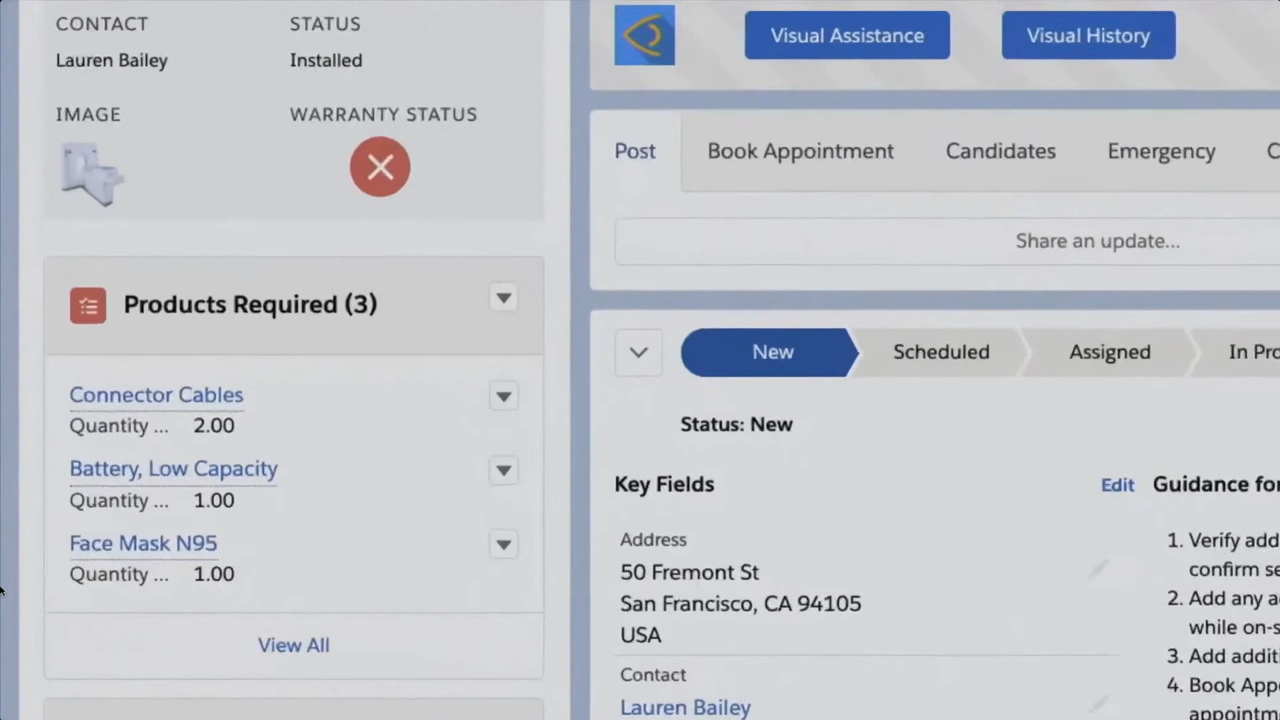 CONTACT
Lauren Bailey
STATUS
Installed
IMAGE
WARRANTY STATUS
Products Required (3)
Connector Cables
Quantity ... 2.00
Battery, Low Capacity
Quantity ... 1.00
Face Mask N95
Quantity ... 1.00
View All
Visual Assistance
Visual History
Post
Book Appointment
Candidates
Emergency
Share an update...
New
Scheduled
Assigned
In Pro
Status: New
Key Fields
Edit
Address
50 Fremont St
San Francisco, CA 94105
USA
Contact
Lauren Bailey
Guidance for
1. Verify add
confirm se
2. Add any a
while on-s
3. Add additi
4. Book App
appointm